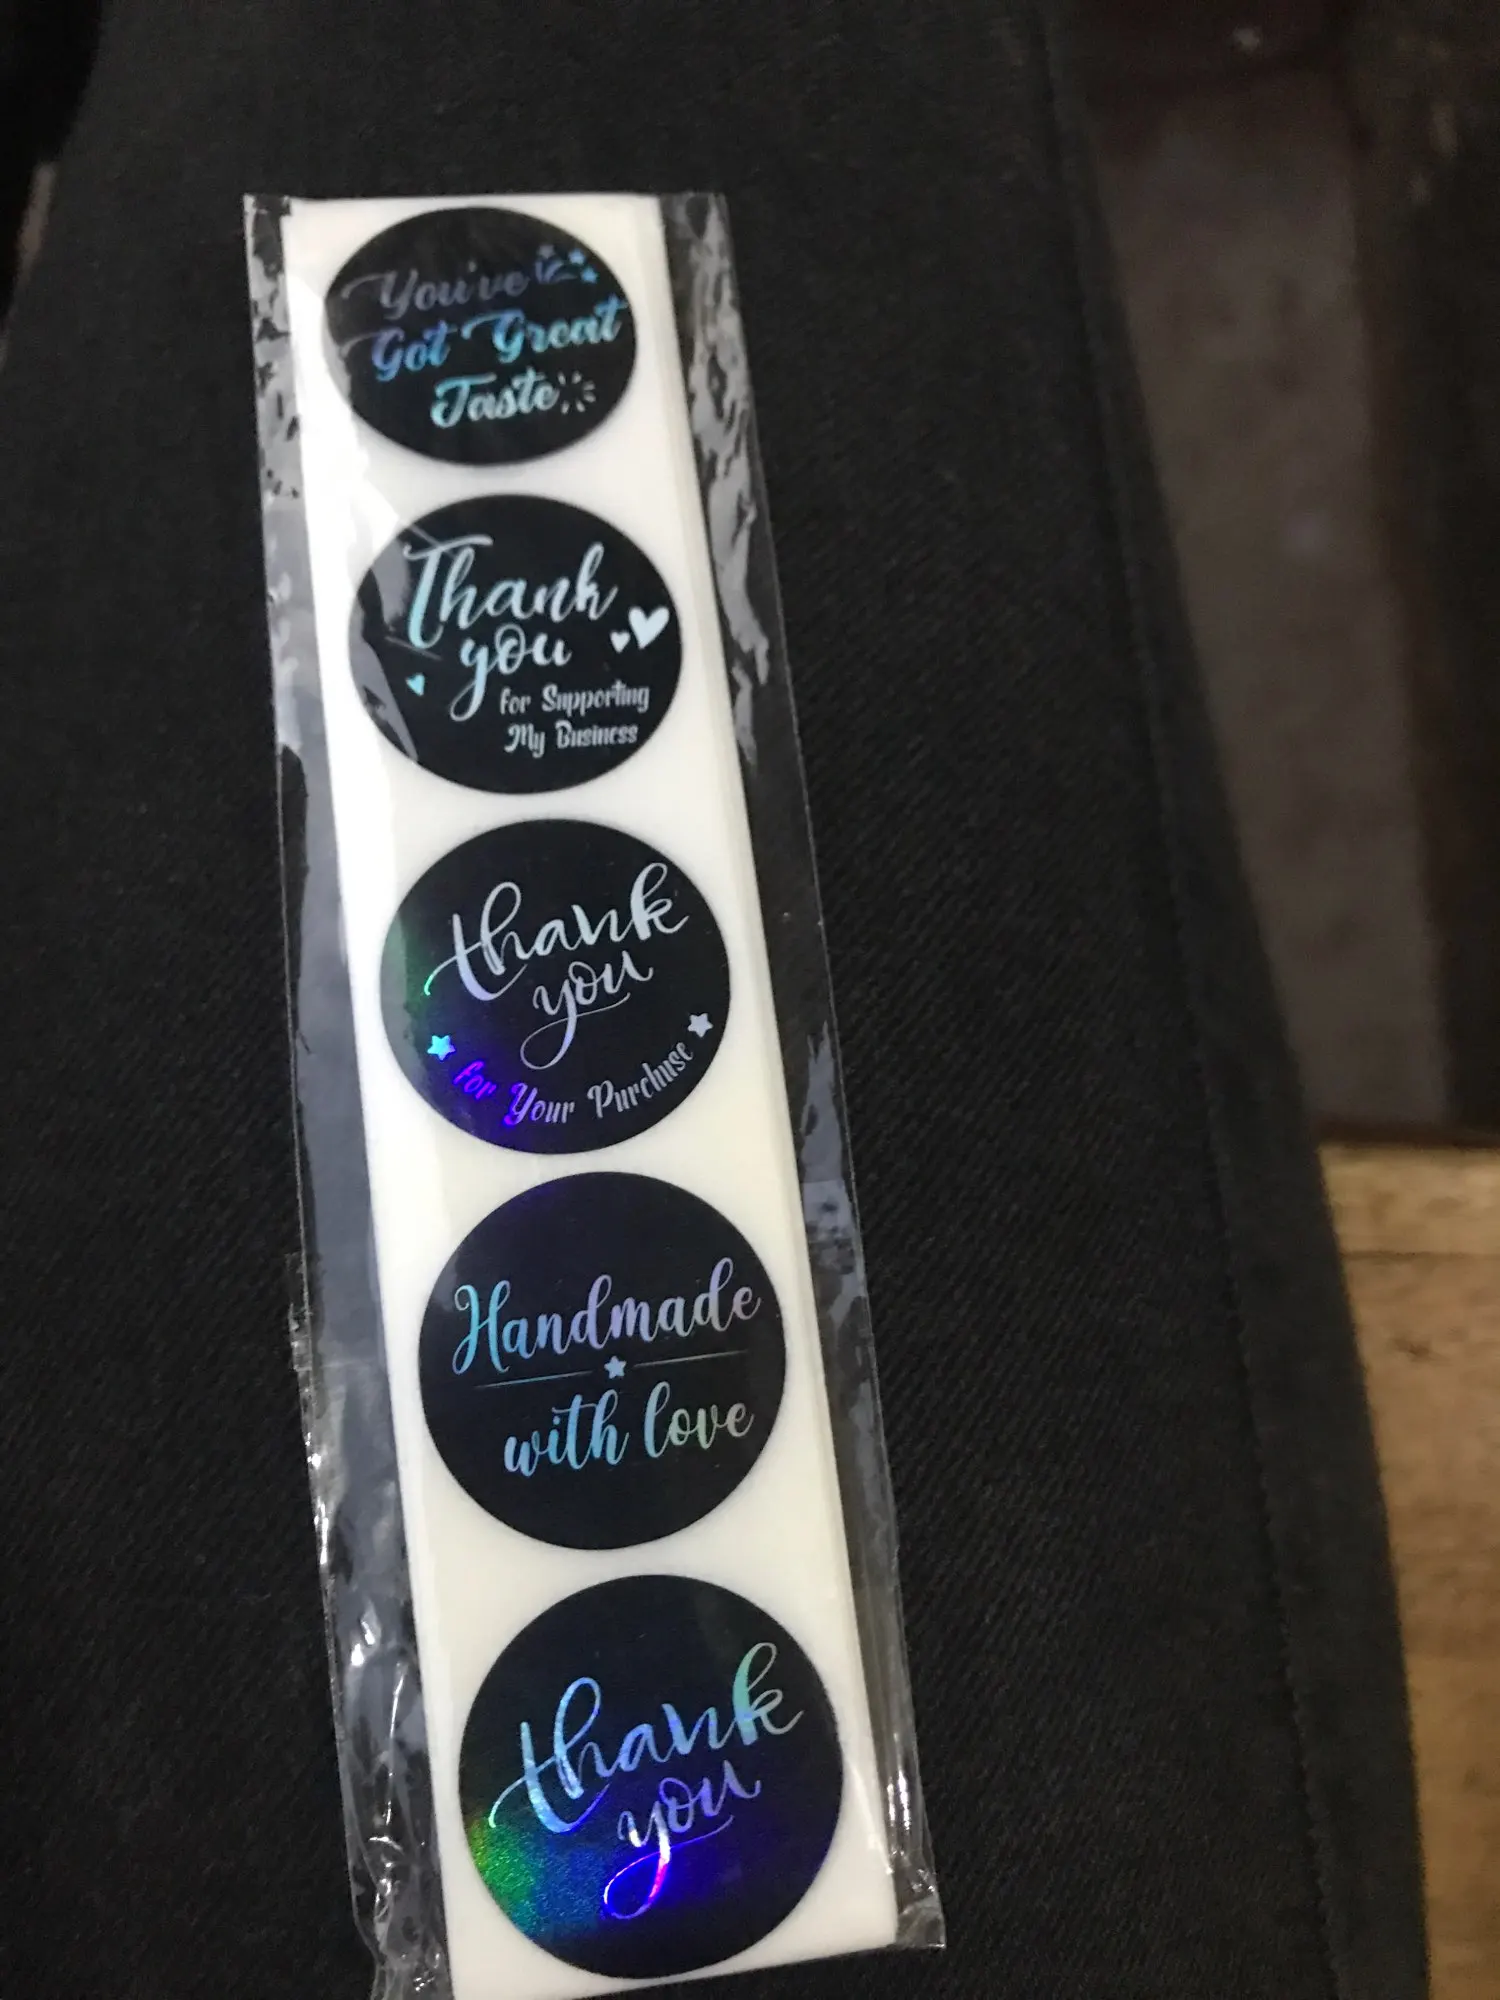 You've
Got Great
Taste
Thank
you
for Supporting
My Business
thank
you
for Your Purchase
Handmade
with love
thank
you